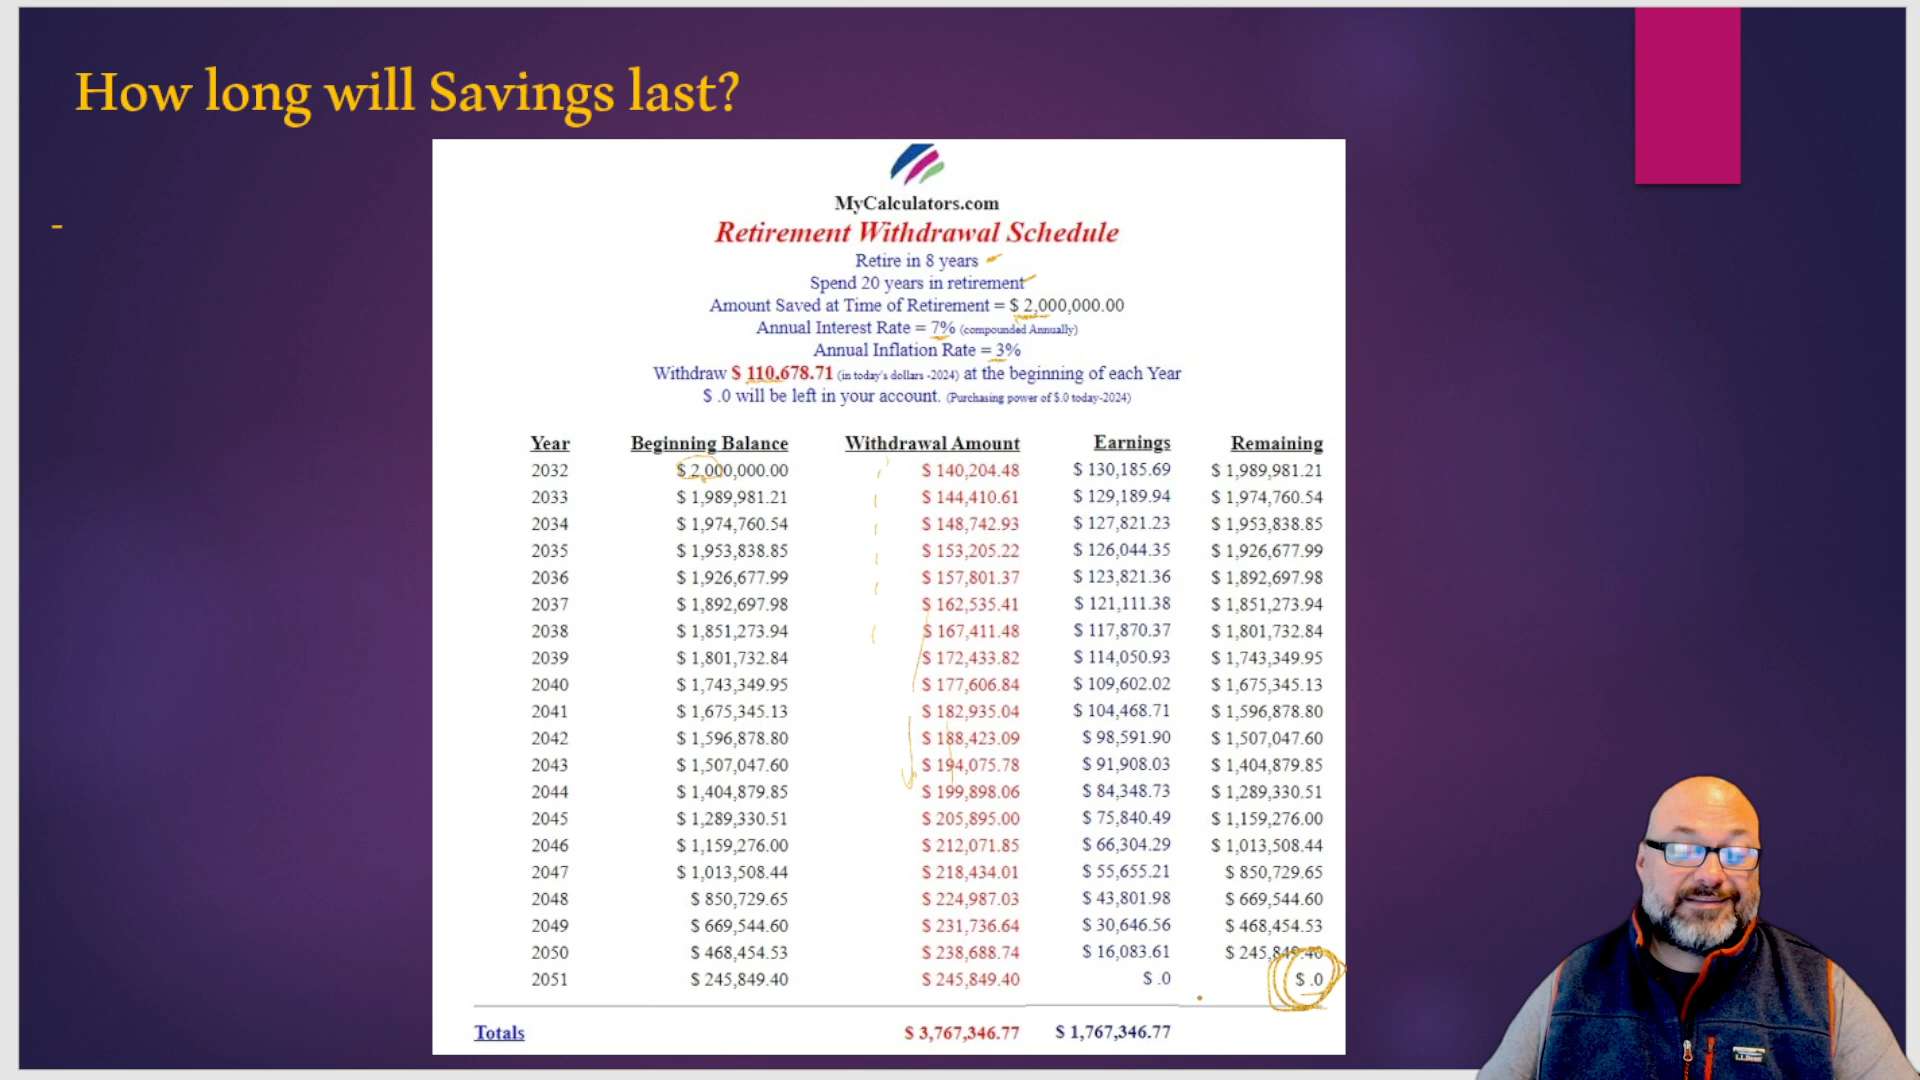 How long will Savings last?
-
MyCalculators.com
Retirement Withdrawal Schedule
Retire in 8 years
Spend 20 years in retirement
Amount Saved at Time of Retirement = $ 2,000,000.00
Annual Interest Rate = 7% (compounded Annually)
Annual Inflation Rate = 3%
Withdraw $ 110,678.71 (in today's dollars -2024) at the beginning of each Year
$ .0 will be left in your account. (Purchasing power of $.0 today-2024)
Year Beginning Balance Withdrawal Amount Earnings Remaining
2032 $ 2,000,000.00 $ 140,204.48 $ 130,185.69 $ 1,989,981.21
2033 $ 1,989,981.21 $ 144,410.61 $ 129,189.94 $ 1,974,760.54
2034 $ 1,974,760.54 $ 148,742.93 $ 127,821.23 $ 1,953,838.85
2035 $ 1,953,838.85 $ 153,205.22 $ 126,044.35 $ 1,926,677.99
2036 $ 1,926,677.99 $ 157,801.37 $ 123,821.36 $ 1,892,697.98
2037 $ 1,892,697.98 $ 162,535.41 $ 121,111.38 $ 1,851,273.94
2038 $ 1,851,273.94 $ 167,411.48 $ 117,870.37 $ 1,801,732.84
2039 $ 1,801,732.84 $ 172,433.82 $ 114,050.93 $ 1,743,349.95
2040 $ 1,743,349.95 $ 177,606.84 $ 109,602.02 $ 1,675,345.13
2041 $ 1,675,345.13 $ 182,935.04 $ 104,468.71 $ 1,596,878.80
2042 $ 1,596,878.80 $ 188,423.09 $ 98,591.90 $ 1,507,047.60
2043 $ 1,507,047.60 $ 194,075.78 $ 91,908.03 $ 1,404,879.85
2044 $ 1,404,879.85 $ 199,898.06 $ 84,348.73 $ 1,289,330.51
2045 $ 1,289,330.51 $ 205,895.00 $ 75,840.49 $ 1,159,276.00
2046 $ 1,159,276.00 $ 212,071.85 $ 66,304.29 $ 1,013,508.44
2047 $ 1,013,508.44 $ 218,434.01 $ 55,655.21 $ 850,729.65
2048 $ 850,729.65 $ 224,987.03 $ 43,801.98 $ 669,544.60
2049 $ 669,544.60 $ 231,736.64 $ 30,646.56 $ 468,454.53
2050 $ 468,454.53 $ 238,688.74 $ 16,083.61 $ 245,849.40
2051 $ 245,849.40 $ 245,849.40 $ .0 $ .0
Totals $ 3,767,346.77 $ 1,767,346.77
L.L.Bean